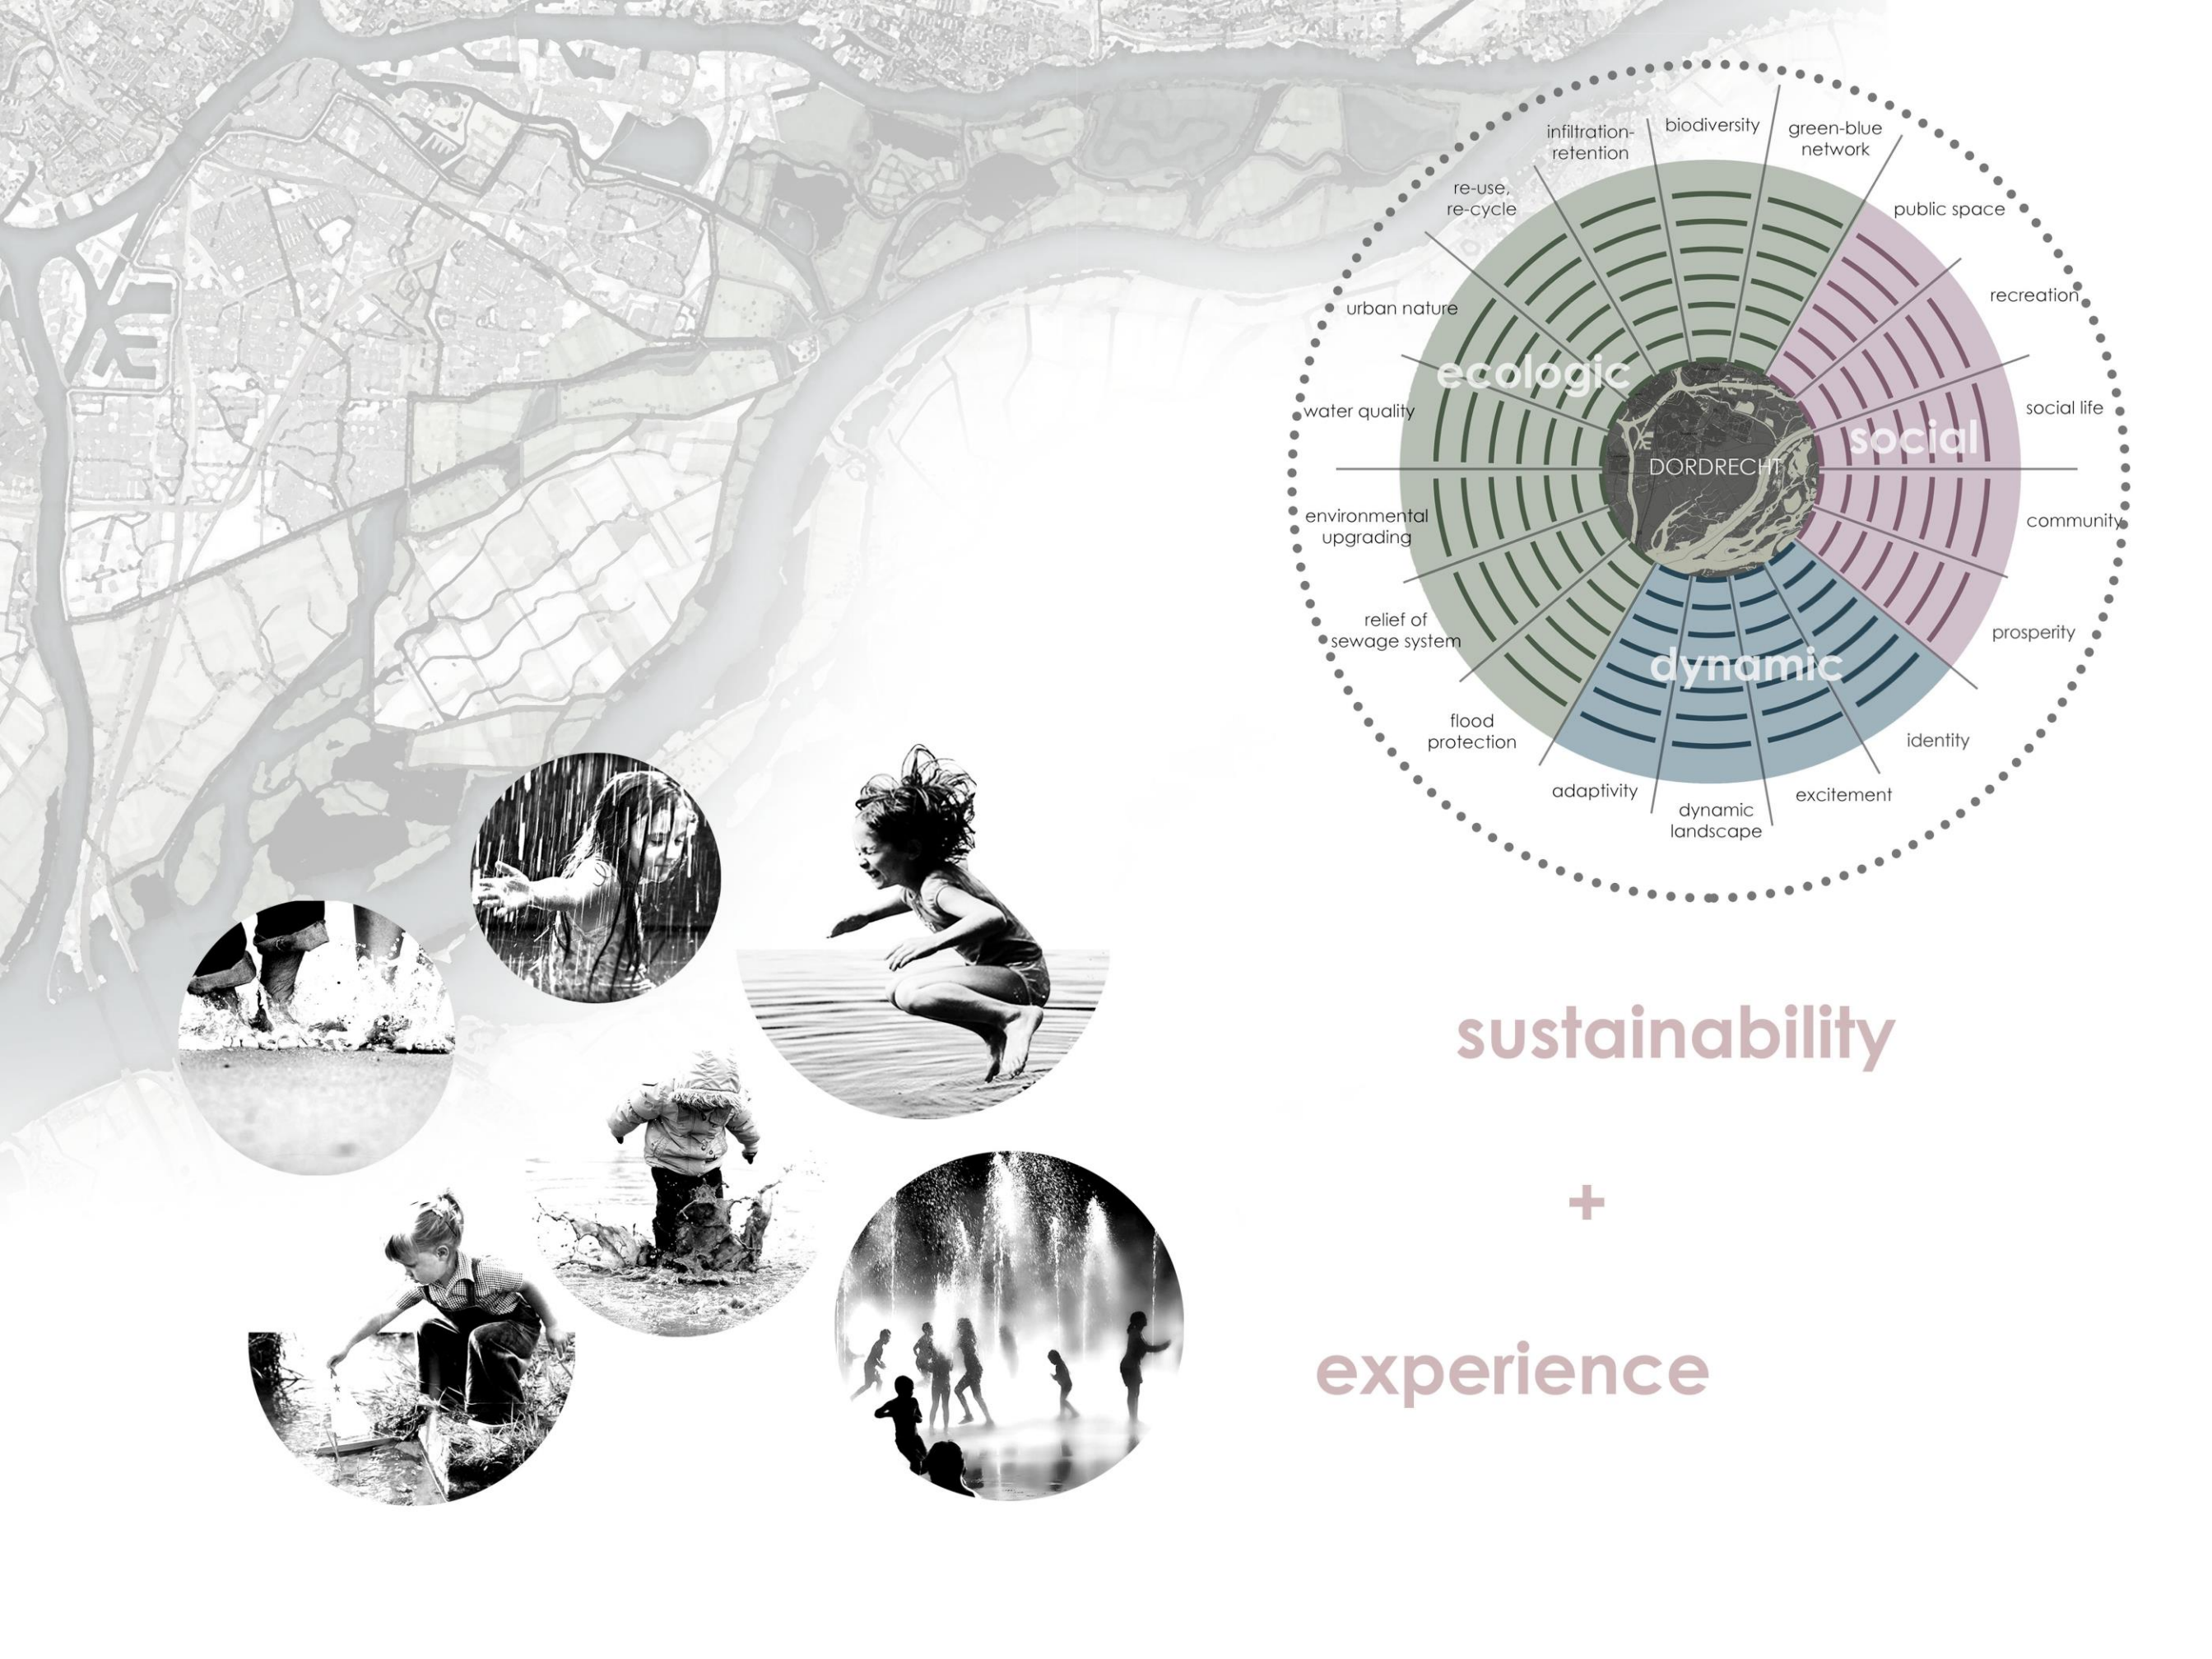 biodiversity
green-blue
network
infiltration-
retention
re-use,
re-cycle
public space
recreation
urban nature
ecologic
water quality
social life
social
DORDRECHT
environmental
upgrading
community
relief of
sewage system
prosperity
dynamic
flood
protection
identity
adaptivity
excitement
dynamic
landscape
sustainability
+
experience